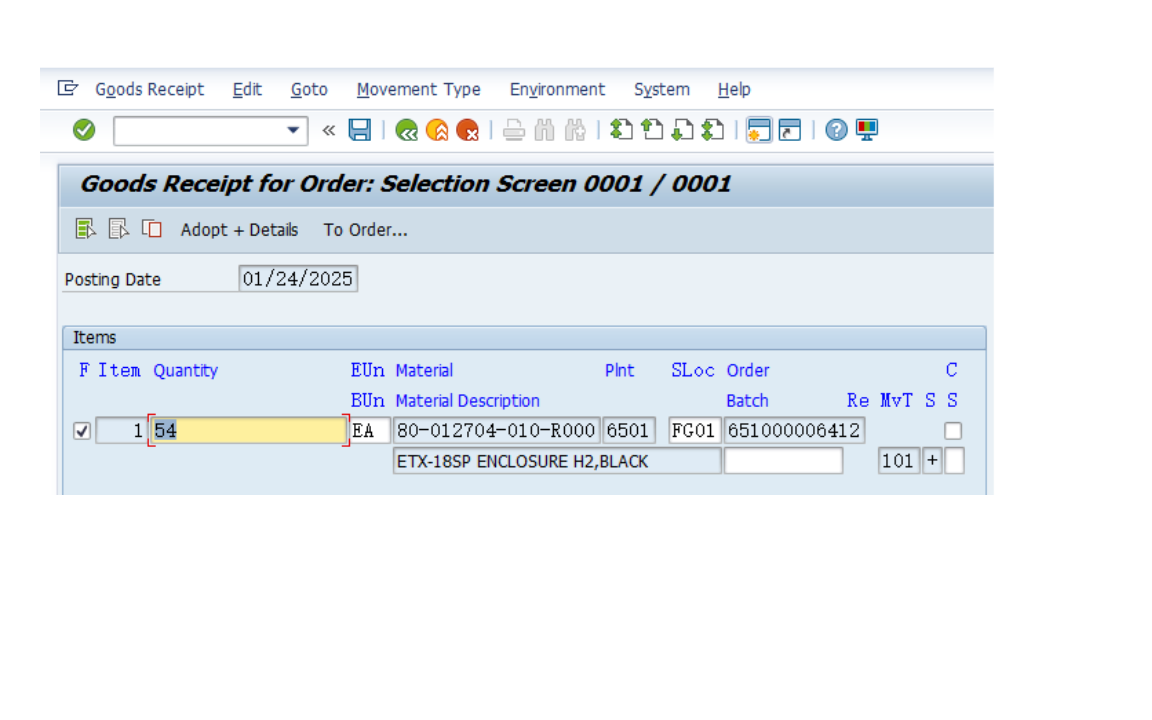 Goods Receipt Edit Goto Movement Type Environment System Help
Goods Receipt for Order: Selection Screen 0001 / 0001
Adopt + Details To Order...
Posting Date 01/24/2025
Items
F Item Quantity EUn Material Plnt SLoc Order C
BUn Material Description Batch Re MvT S S
1 54 EA 80-012704-010-R000 6501 FG01 651000006412
ETX-18SP ENCLOSURE H2,BLACK 101 +